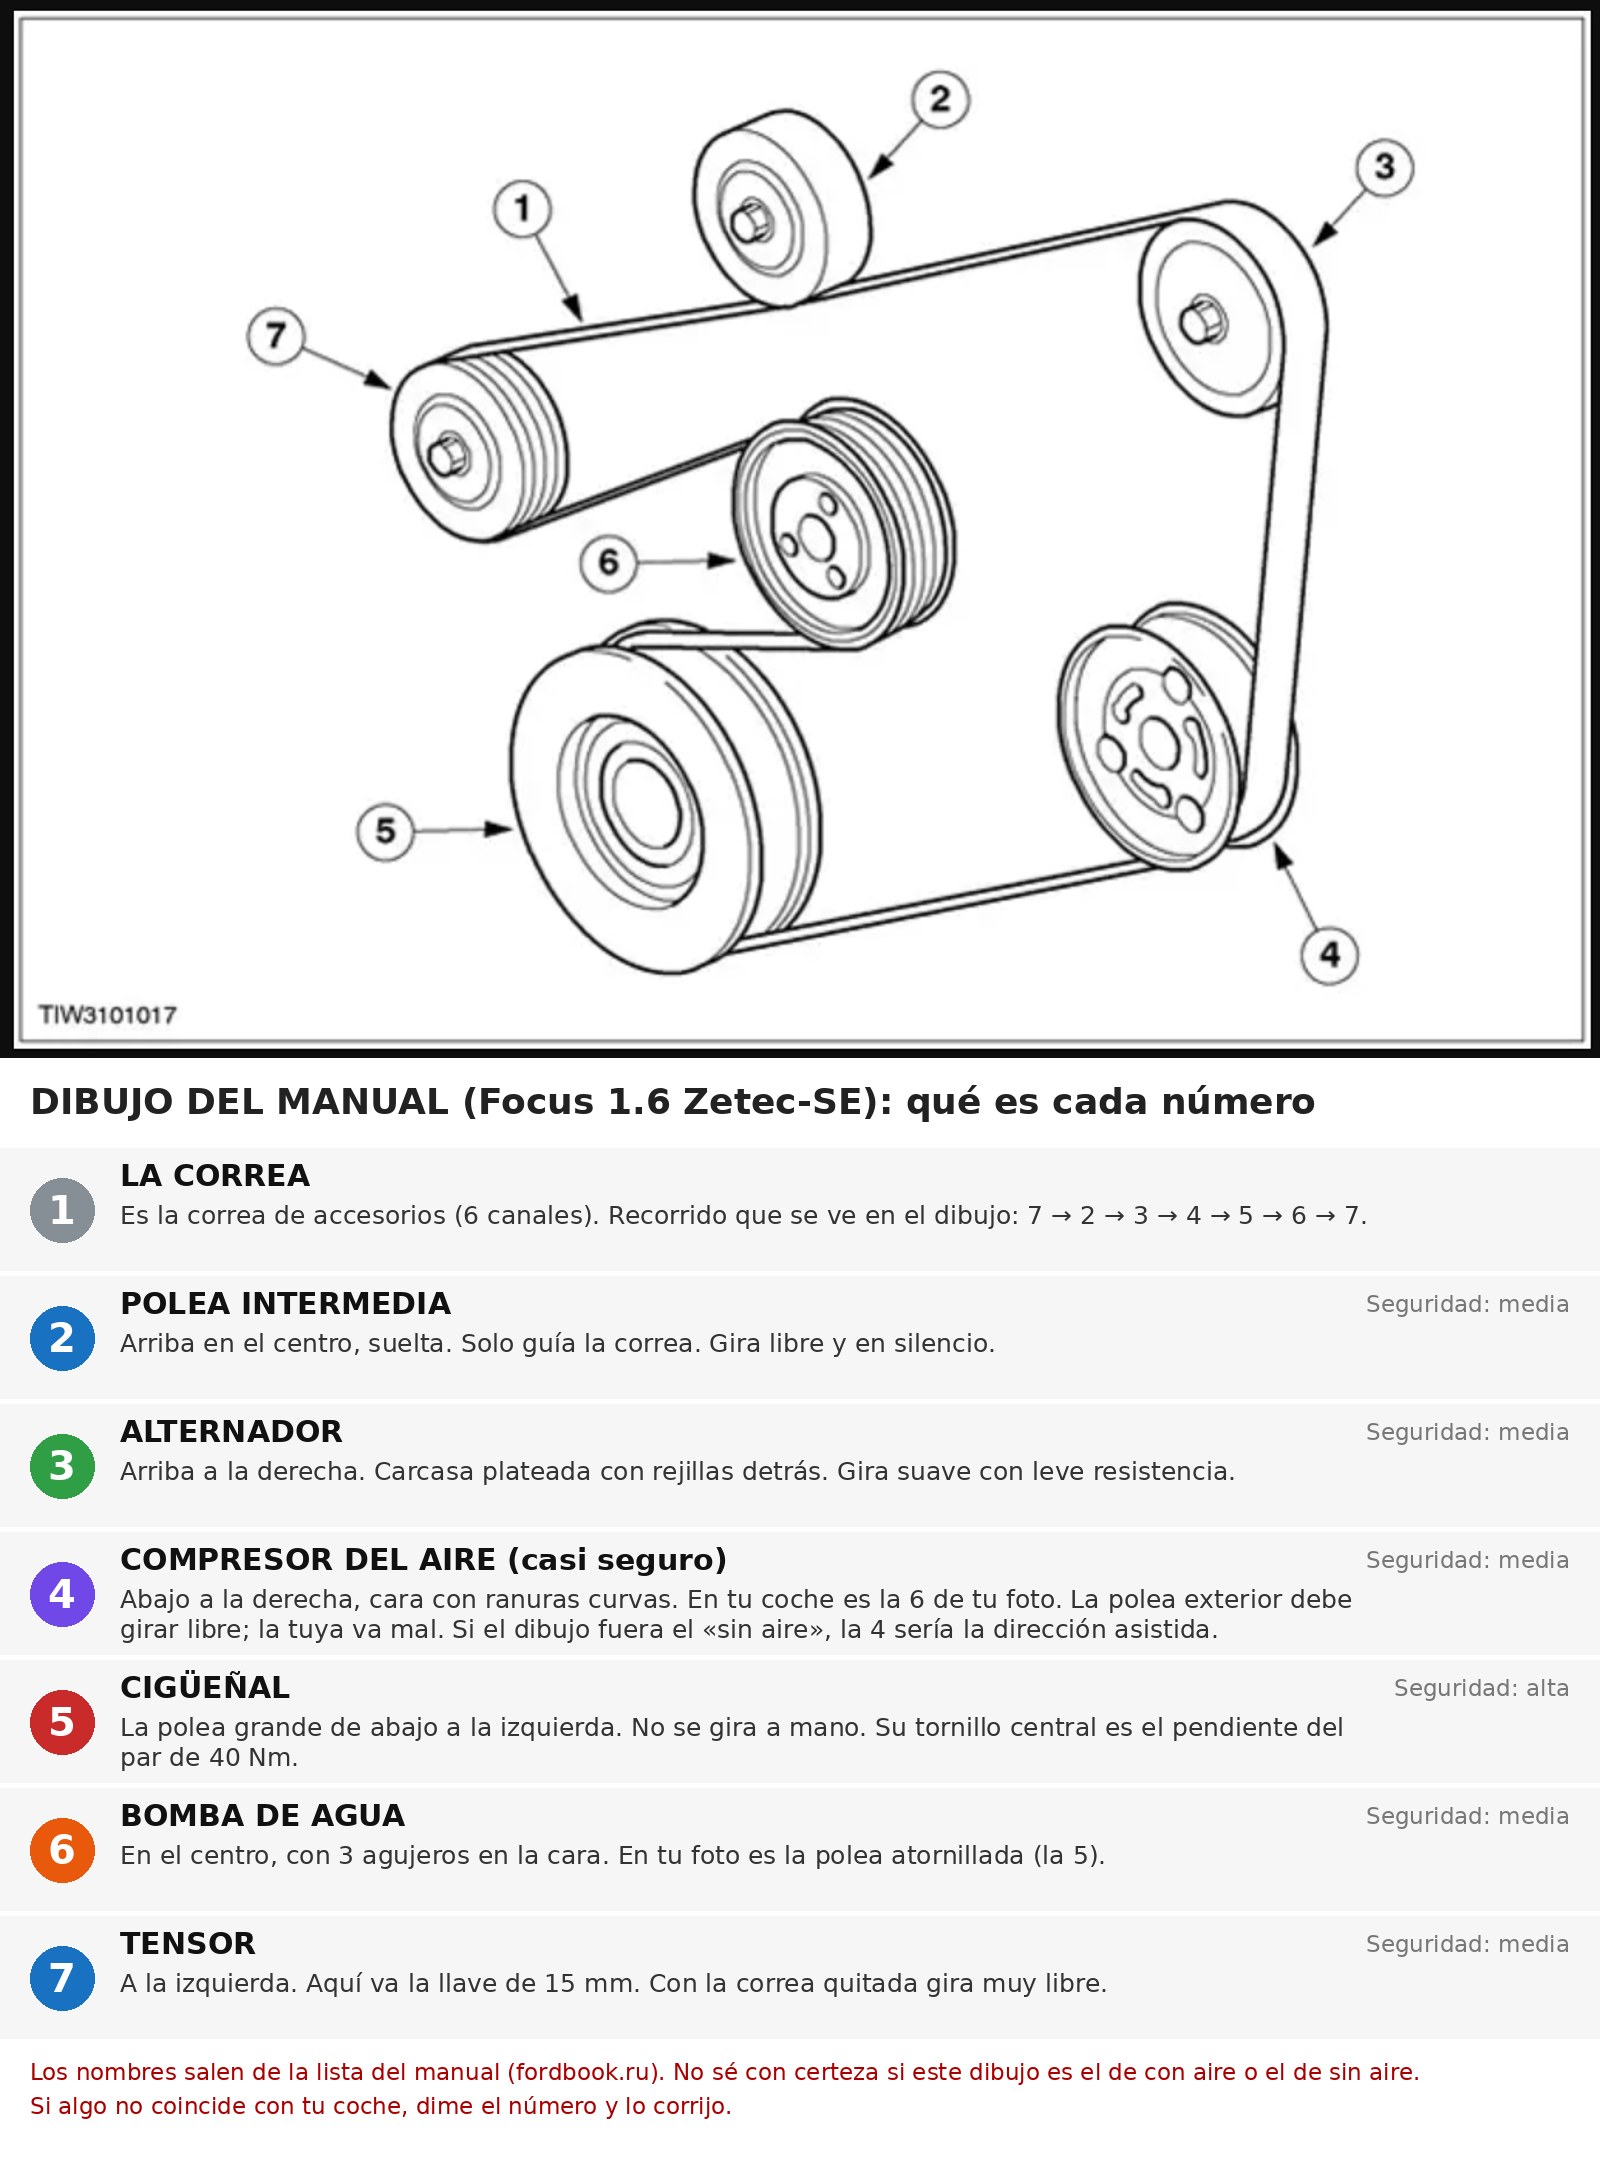 2
3
1
7
6
5
4
TIW3101017
DIBUJO DEL MANUAL (Focus 1.6 Zetec-SE): qué es cada número
1
LA CORREA
Es la correa de accesorios (6 canales). Recorrido que se ve en el dibujo: 7 → 2 → 3 → 4 → 5 → 6 → 7.
2
POLEA INTERMEDIA
Seguridad: media
Arriba en el centro, suelta. Solo guía la correa. Gira libre y en silencio.
3
ALTERNADOR
Seguridad: media
Arriba a la derecha. Carcasa plateada con rejillas detrás. Gira suave con leve resistencia.
4
COMPRESOR DEL AIRE (casi seguro)
Seguridad: media
Abajo a la derecha, cara con ranuras curvas. En tu coche es la 6 de tu foto. La polea exterior debe
girar libre; la tuya va mal. Si el dibujo fuera el «sin aire», la 4 sería la dirección asistida.
5
CIGÜEÑAL
Seguridad: alta
La polea grande de abajo a la izquierda. No se gira a mano. Su tornillo central es el pendiente del
par de 40 Nm.
6
BOMBA DE AGUA
Seguridad: media
En el centro, con 3 agujeros en la cara. En tu foto es la polea atornillada (la 5).
7
TENSOR
Seguridad: media
A la izquierda. Aquí va la llave de 15 mm. Con la correa quitada gira muy libre.
Los nombres salen de la lista del manual (fordbook.ru). No sé con certeza si este dibujo es el de con aire o el de sin aire.
Si algo no coincide con tu coche, dime el número y lo corrijo.